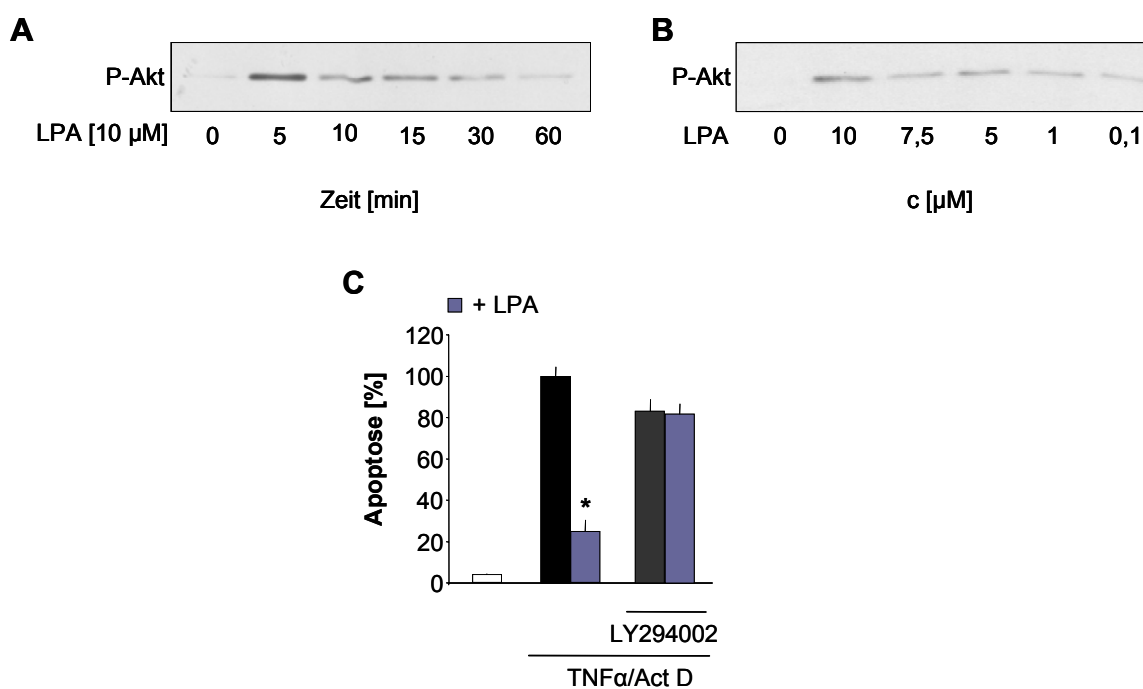 A
P-Akt
LPA [10 µM] 0 5 10 15 30 60
Zeit [min]
B
P-Akt
LPA 0 10 7,5 5 1 0,1
c [µM]
C
+ LPA
Apoptose [%]
120
100
80
60
40
20
0
*
LY294002
TNFα/Act D